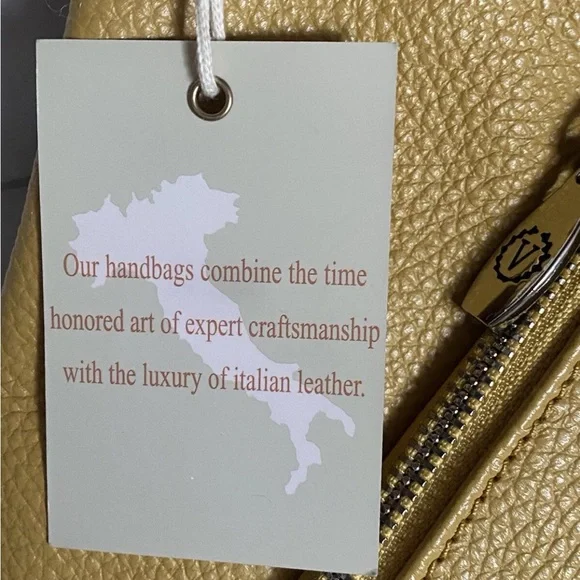 Our handbags combine the time
honored art of expert craftsmanship
with the luxury of italian leather.
V